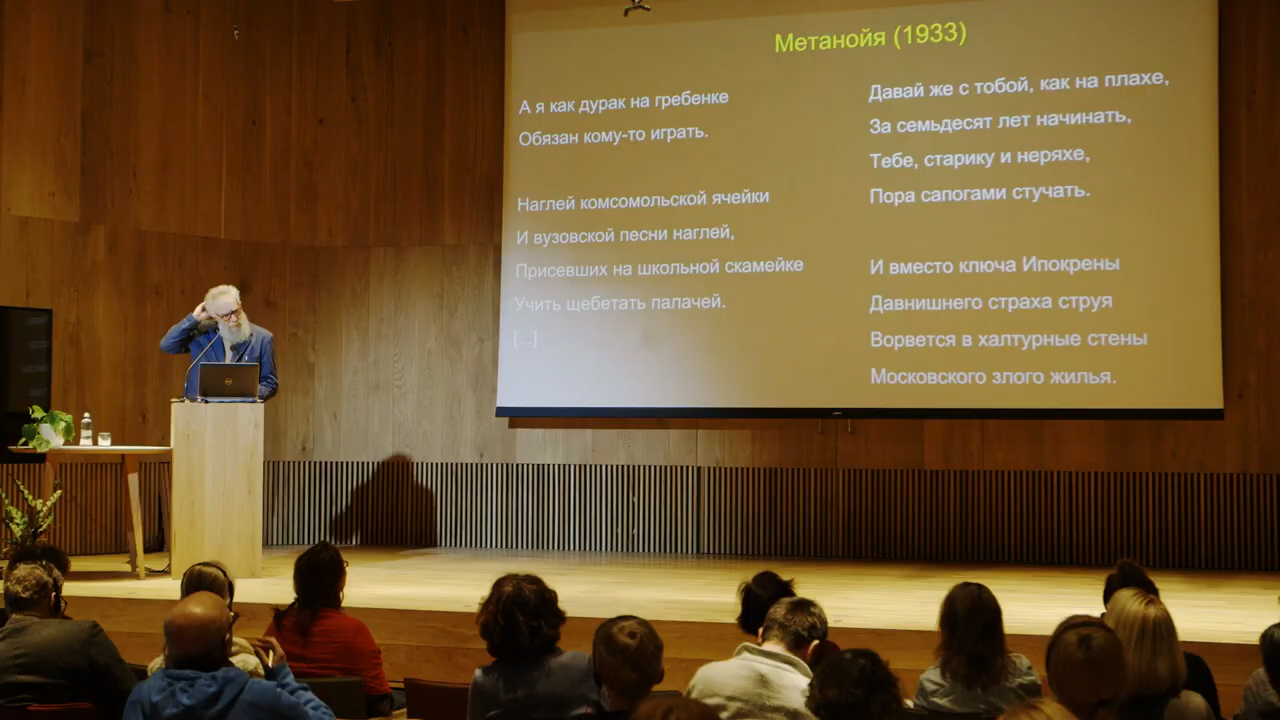 Метанойя (1933)
А я как дурак на гребенке
Обязан кому-то играть.
Наглей комсомольской ячейки
И вузовской песни наглей,
Присевших на школьной скамейке
Учить щебетать палачей.
[...]
Давай же с тобой, как на плахе,
За семьдесят лет начинать,
Тебе, старику и неряхе,
Пора сапогами стучать.
И вместо ключа Ипокрены
Давнишнего страха струя
Ворвется в халтурные стены
Московского злого жилья.